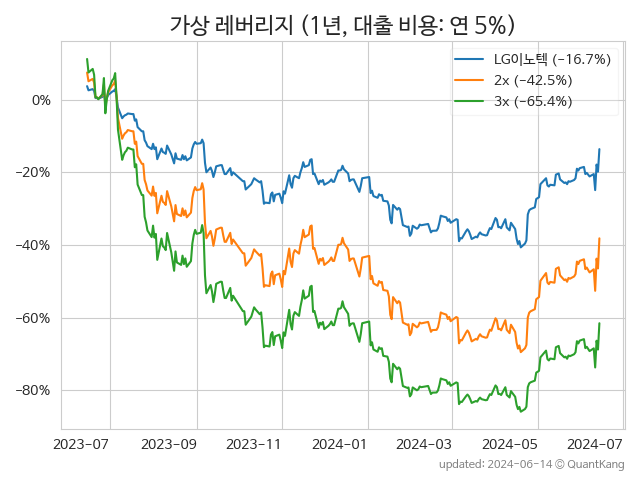 가상 레버리지 (1년, 대출 비용: 연 5%)
LG이노텍 (−16.7%)
2x (−42.5%)
3x (−65.4%)
0%
−20%
−40%
−60%
−80%
2023-07 2023-09 2023-11 2024-01 2024-03 2024-05 2024-07
updated: 2024-06-14 © QuantKang